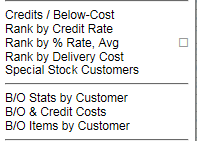 Credits / Below-Cost
Rank by Credit Rate
Rank by % Rate, Avg
Rank by Delivery Cost
Special Stock Customers
B/O Stats by Customer
B/O & Credit Costs
B/O Items by Customer